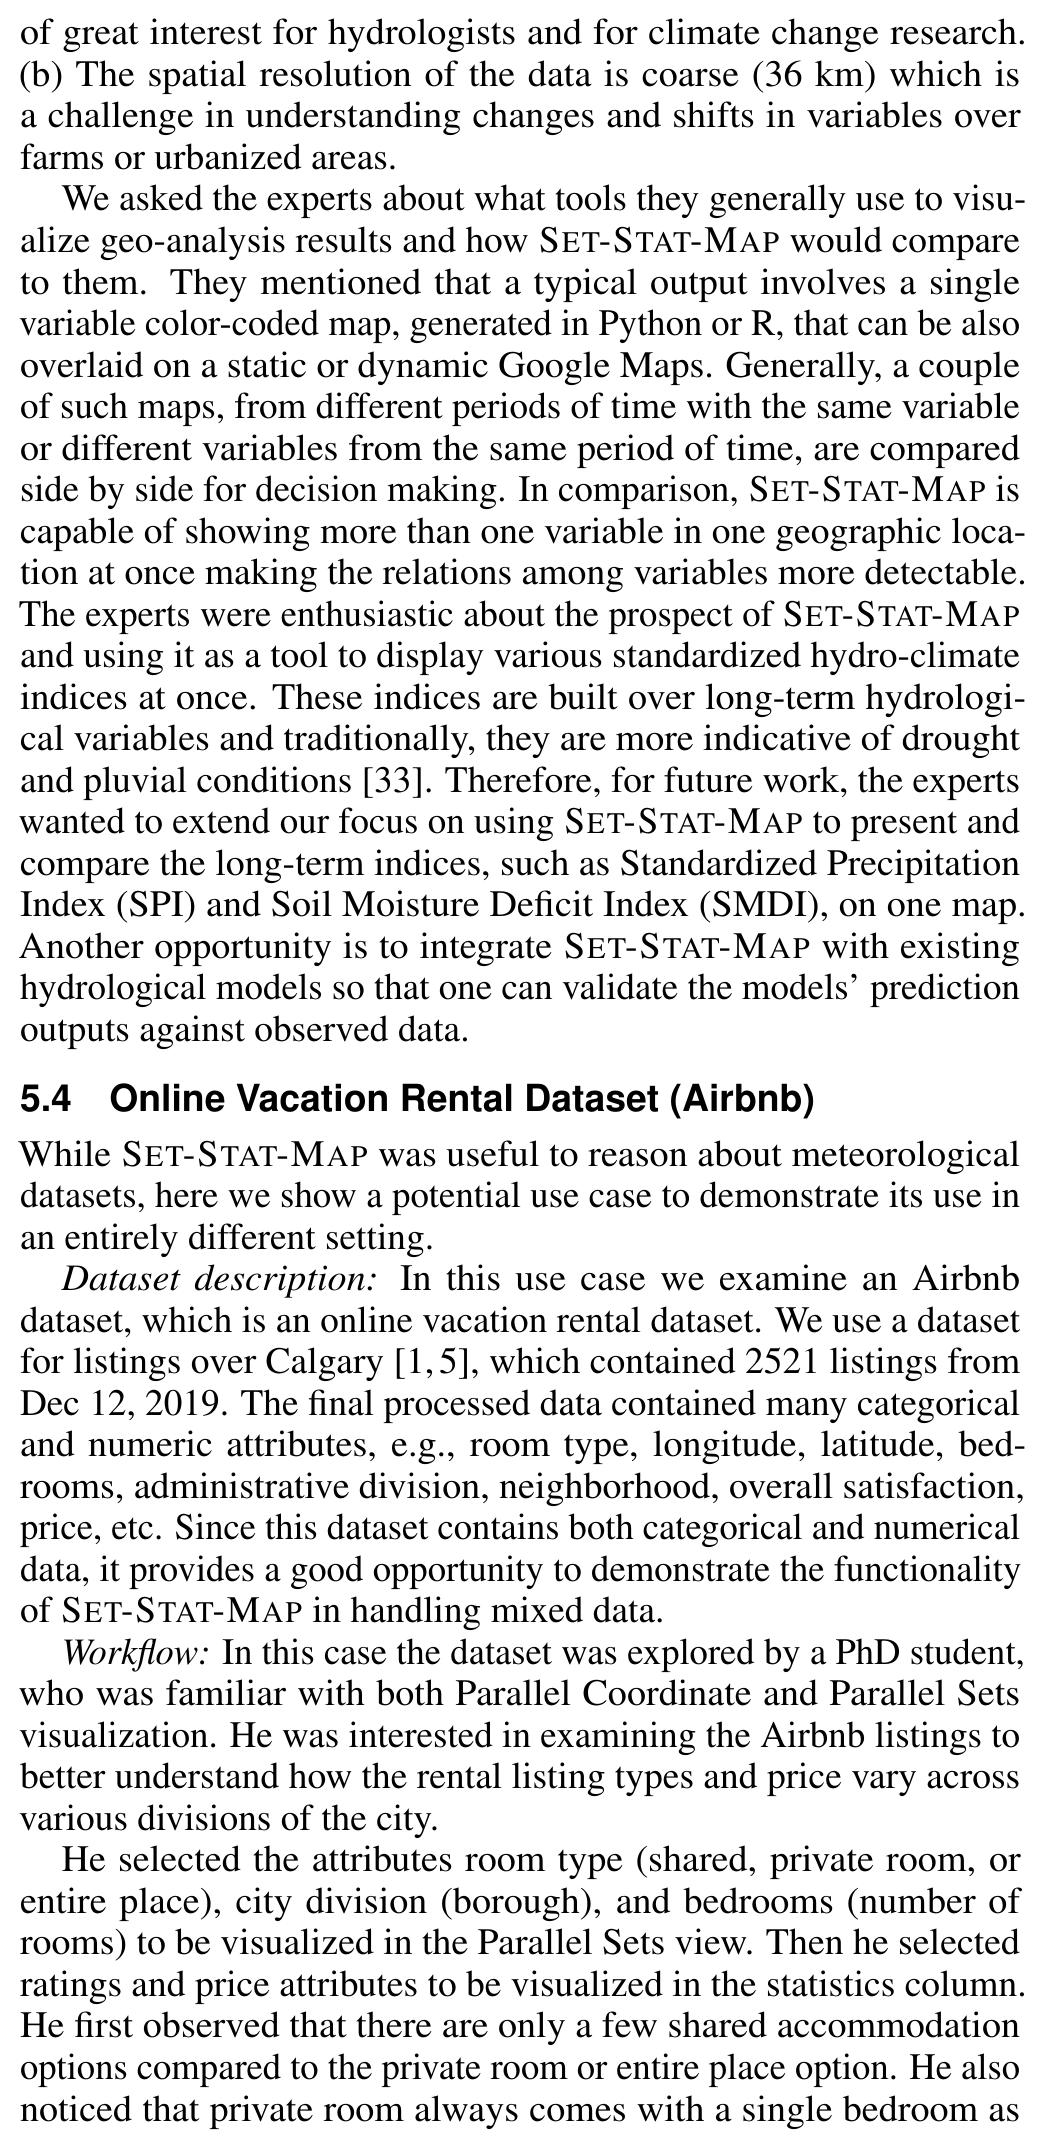 of great interest for hydrologists and for climate change research.
(b) The spatial resolution of the data is coarse (36 km) which is
a challenge in understanding changes and shifts in variables over
farms or urbanized areas.
We asked the experts about what tools they generally use to visu-
alize geo-analysis results and how SET-STAT-MAP would compare
to them. They mentioned that a typical output involves a single
variable color-coded map, generated in Python or R, that can be also
overlaid on a static or dynamic Google Maps. Generally, a couple
of such maps, from different periods of time with the same variable
or different variables from the same period of time, are compared
side by side for decision making. In comparison, SET-STAT-MAP is
capable of showing more than one variable in one geographic loca-
tion at once making the relations among variables more detectable.
The experts were enthusiastic about the prospect of SET-STAT-MAP
and using it as a tool to display various standardized hydro-climate
indices at once. These indices are built over long-term hydrologi-
cal variables and traditionally, they are more indicative of drought
and pluvial conditions [33]. Therefore, for future work, the experts
wanted to extend our focus on using SET-STAT-MAP to present and
compare the long-term indices, such as Standardized Precipitation
Index (SPI) and Soil Moisture Deficit Index (SMDI), on one map.
Another opportunity is to integrate SET-STAT-MAP with existing
hydrological models so that one can validate the models’ prediction
outputs against observed data.
5.4 Online Vacation Rental Dataset (Airbnb)
While SET-STAT-MAP was useful to reason about meteorological
datasets, here we show a potential use case to demonstrate its use in
an entirely different setting.
Dataset description: In this use case we examine an Airbnb
dataset, which is an online vacation rental dataset. We use a dataset
for listings over Calgary [1,5], which contained 2521 listings from
Dec 12, 2019. The final processed data contained many categorical
and numeric attributes, e.g., room type, longitude, latitude, bed-
rooms, administrative division, neighborhood, overall satisfaction,
price, etc. Since this dataset contains both categorical and numerical
data, it provides a good opportunity to demonstrate the functionality
of SET-STAT-MAP in handling mixed data.
Workflow: In this case the dataset was explored by a PhD student,
who was familiar with both Parallel Coordinate and Parallel Sets
visualization. He was interested in examining the Airbnb listings to
better understand how the rental listing types and price vary across
various divisions of the city.
He selected the attributes room type (shared, private room, or
entire place), city division (borough), and bedrooms (number of
rooms) to be visualized in the Parallel Sets view. Then he selected
ratings and price attributes to be visualized in the statistics column.
He first observed that there are only a few shared accommodation
options compared to the private room or entire place option. He also
noticed that private room always comes with a single bedroom as